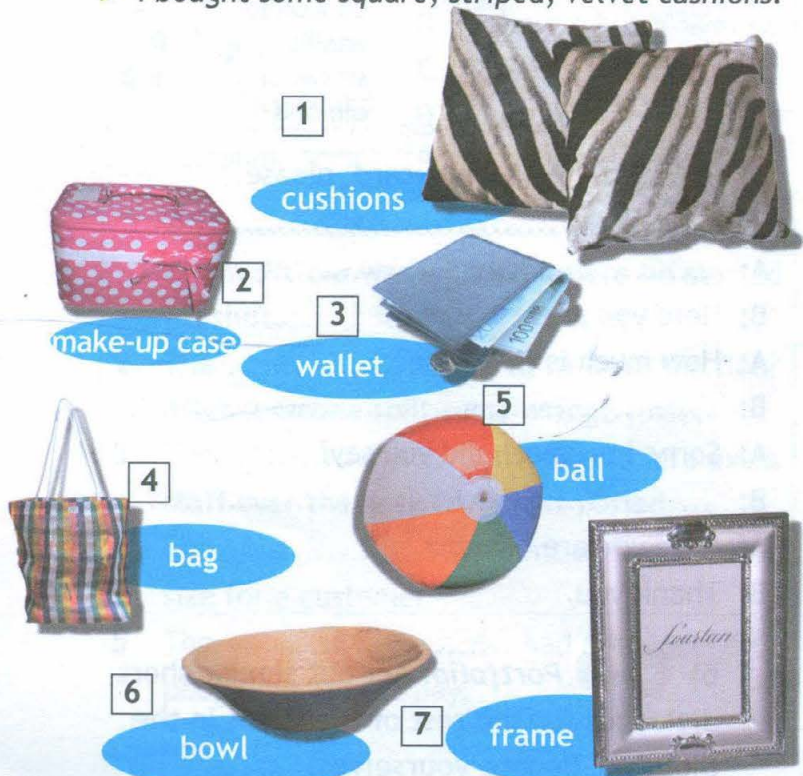 I bought some square, striped, velvet cushions.
1
cushions
2
make-up case
3
wallet
100
5
ball
4
bag
6
bowl
7
frame